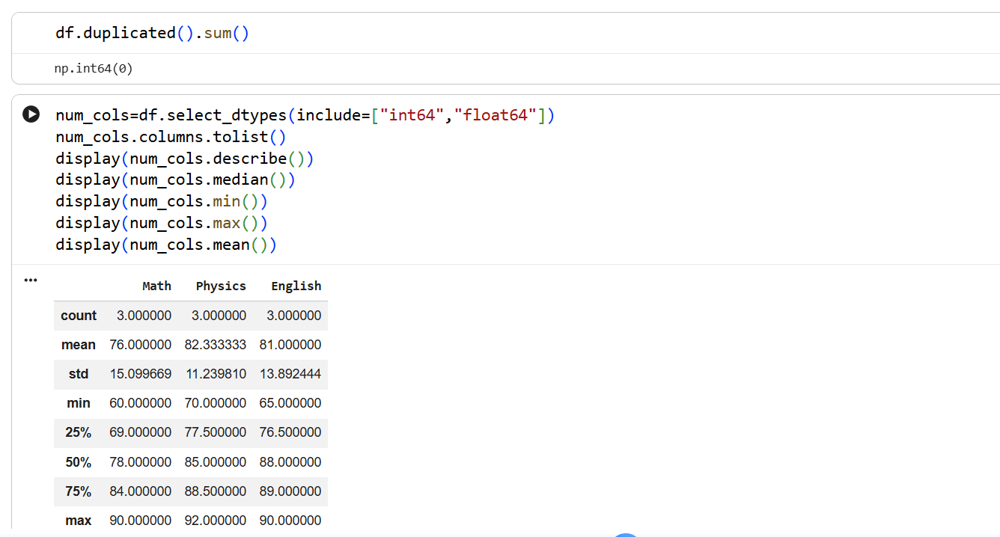 df.duplicated().sum()
np.int64(0)
num_cols=df.select_dtypes(include=["int64","float64"])
num_cols.columns.tolist()
display(num_cols.describe())
display(num_cols.median())
display(num_cols.min())
display(num_cols.max())
display(num_cols.mean())
Math Physics English
count 3.000000 3.000000 3.000000
mean 76.000000 82.333333 81.000000
std 15.099669 11.239810 13.892444
min 60.000000 70.000000 65.000000
25% 69.000000 77.500000 76.500000
50% 78.000000 85.000000 88.000000
75% 84.000000 88.500000 89.000000
max 90.000000 92.000000 90.000000